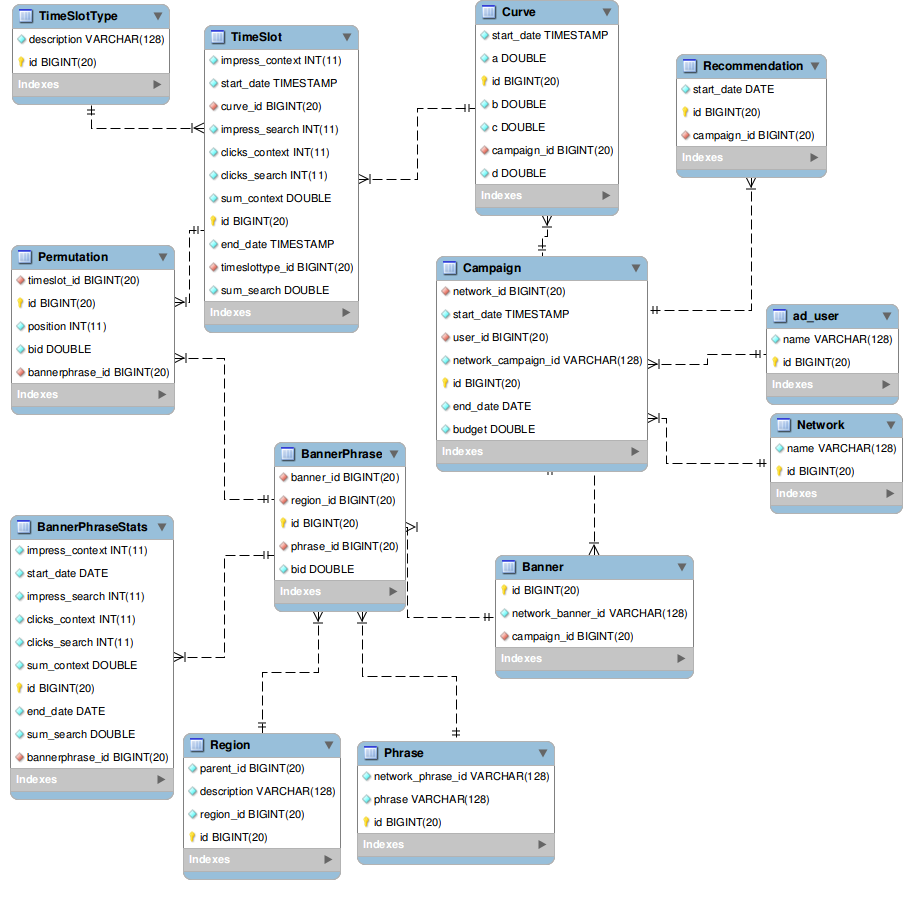 TimeSlotType
description VARCHAR(128)
id BIGINT(20)
Indexes
TimeSlot
impress_context INT(11)
start_date TIMESTAMP
curve_id BIGINT(20)
impress_search INT(11)
clicks_context INT(11)
clicks_search INT(11)
sum_context DOUBLE
id BIGINT(20)
end_date TIMESTAMP
timeslottype_id BIGINT(20)
sum_search DOUBLE
Indexes
Curve
start_date TIMESTAMP
a DOUBLE
id BIGINT(20)
b DOUBLE
c DOUBLE
campaign_id BIGINT(20)
d DOUBLE
Indexes
Recommendation
start_date DATE
id BIGINT(20)
campaign_id BIGINT(20)
Indexes
Permutation
timeslot_id BIGINT(20)
id BIGINT(20)
position INT(11)
bid DOUBLE
bannerphrase_id BIGINT(20)
Indexes
Campaign
network_id BIGINT(20)
start_date TIMESTAMP
user_id BIGINT(20)
network_campaign_id VARCHAR(128)
id BIGINT(20)
end_date DATE
budget DOUBLE
Indexes
ad_user
name VARCHAR(128)
id BIGINT(20)
Indexes
Network
name VARCHAR(128)
id BIGINT(20)
Indexes
BannerPhrase
banner_id BIGINT(20)
region_id BIGINT(20)
id BIGINT(20)
phrase_id BIGINT(20)
bid DOUBLE
Indexes
BannerPhraseStats
impress_context INT(11)
start_date DATE
impress_search INT(11)
clicks_context INT(11)
clicks_search INT(11)
sum_context DOUBLE
id BIGINT(20)
end_date DATE
sum_search DOUBLE
bannerphrase_id BIGINT(20)
Indexes
Banner
id BIGINT(20)
network_banner_id VARCHAR(128)
campaign_id BIGINT(20)
Indexes
Region
parent_id BIGINT(20)
description VARCHAR(128)
region_id BIGINT(20)
id BIGINT(20)
Indexes
Phrase
network_phrase_id VARCHAR(128)
phrase VARCHAR(128)
id BIGINT(20)
Indexes